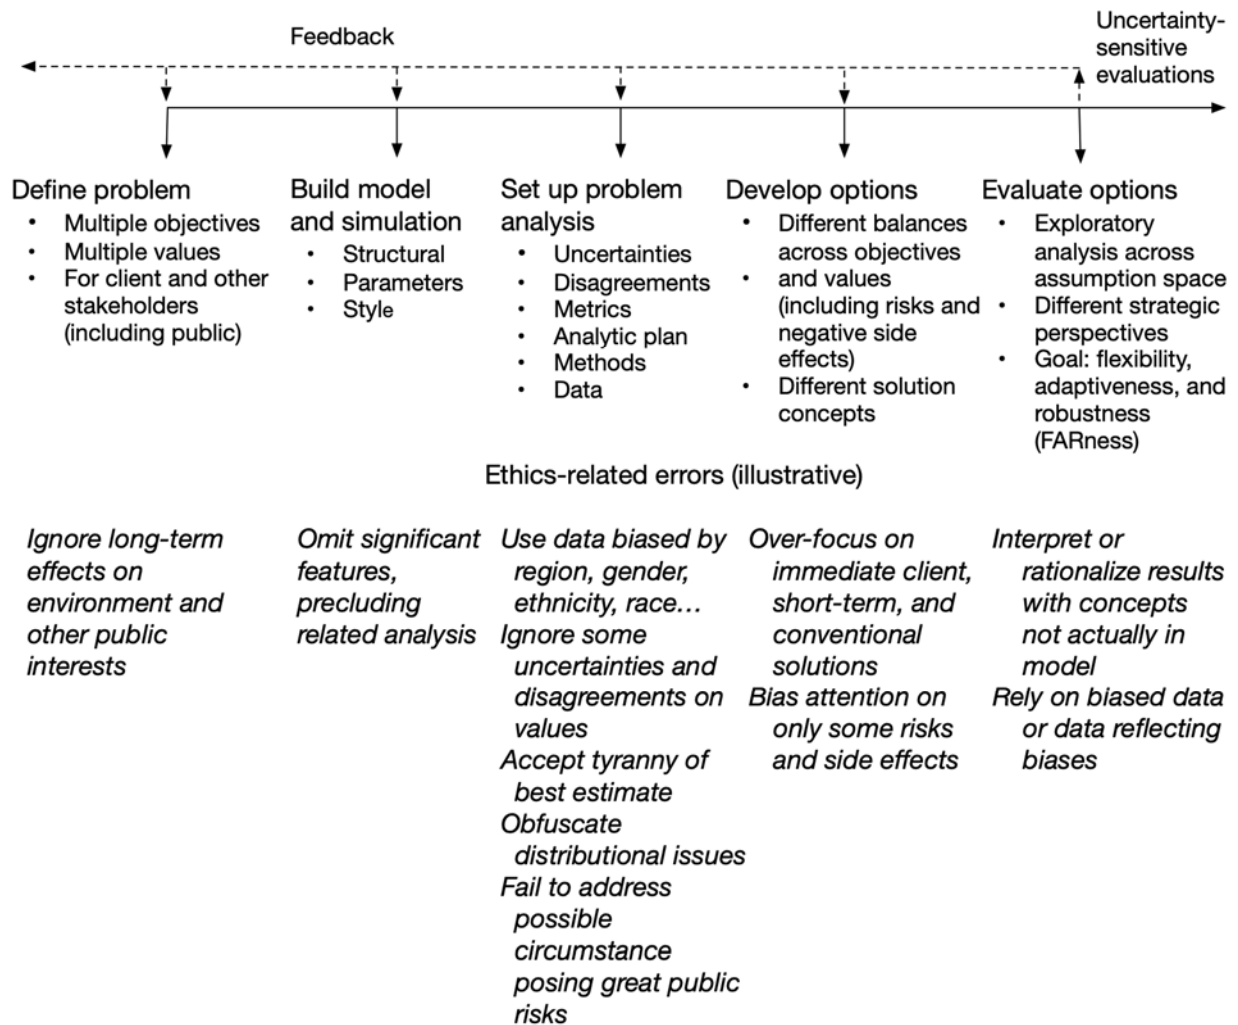 Feedback
Uncertainty-
sensitive
evaluations
Define problem
• Multiple objectives
• Multiple values
• For client and other
stakeholders
(including public)
Build model
and simulation
• Structural
• Parameters
• Style
Set up problem
analysis
• Uncertainties
• Disagreements
• Metrics
• Analytic plan
• Methods
• Data
Develop options
• Different balances
across objectives
• and values
(including risks and
negative side
effects)
• Different solution
concepts
Evaluate options
• Exploratory
analysis across
assumption space
• Different strategic
perspectives
• Goal: flexibility,
adaptiveness, and
robustness
(FARness)
Ethics-related errors (illustrative)
Ignore long-term
effects on
environment and
other public
interests
Omit significant
features,
precluding
related analysis
Use data biased by
region, gender,
ethnicity, race...
Ignore some
uncertainties and
disagreements on
values
Accept tyranny of
best estimate
Obfuscate
distributional issues
Fail to address
possible
circumstance
posing great public
risks
Over-focus on
immediate client,
short-term, and
conventional
solutions
Bias attention on
only some risks
and side effects
Interpret or
rationalize results
with concepts
not actually in
model
Rely on biased data
or data reflecting
biases